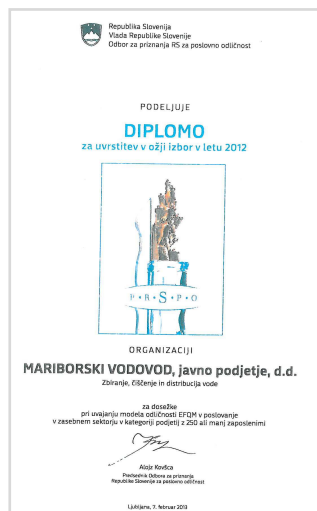 Republika Slovenija
Vlada Republike Slovenije
Odbor za priznanja RS za poslovno odličnost
PODELJUJE
DIPLOMO
za uvrstitev v ožji izbor v letu 2012
P•R•S•P•O
ORGANIZACIJI
MARIBORSKI VODOVOD, javno podjetje, d.d.
Zbiranje, čiščenje in distribucija vode
za dosežke
pri uvajanju modela odličnosti EFQM v poslovanje
v zasebnem sektorju v kategoriji podjetij z 250 ali manj zaposlenimi
Alojz Kovšca
Predsednik Odbora za priznanja
Republike Slovenije za poslovno odličnost
Ljubljana, 7. februar 2013